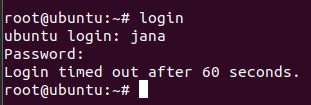 root@ubuntu:~# login
ubuntu login: jana
Password:
Login timed out after 60 seconds.
root@ubuntu:~#